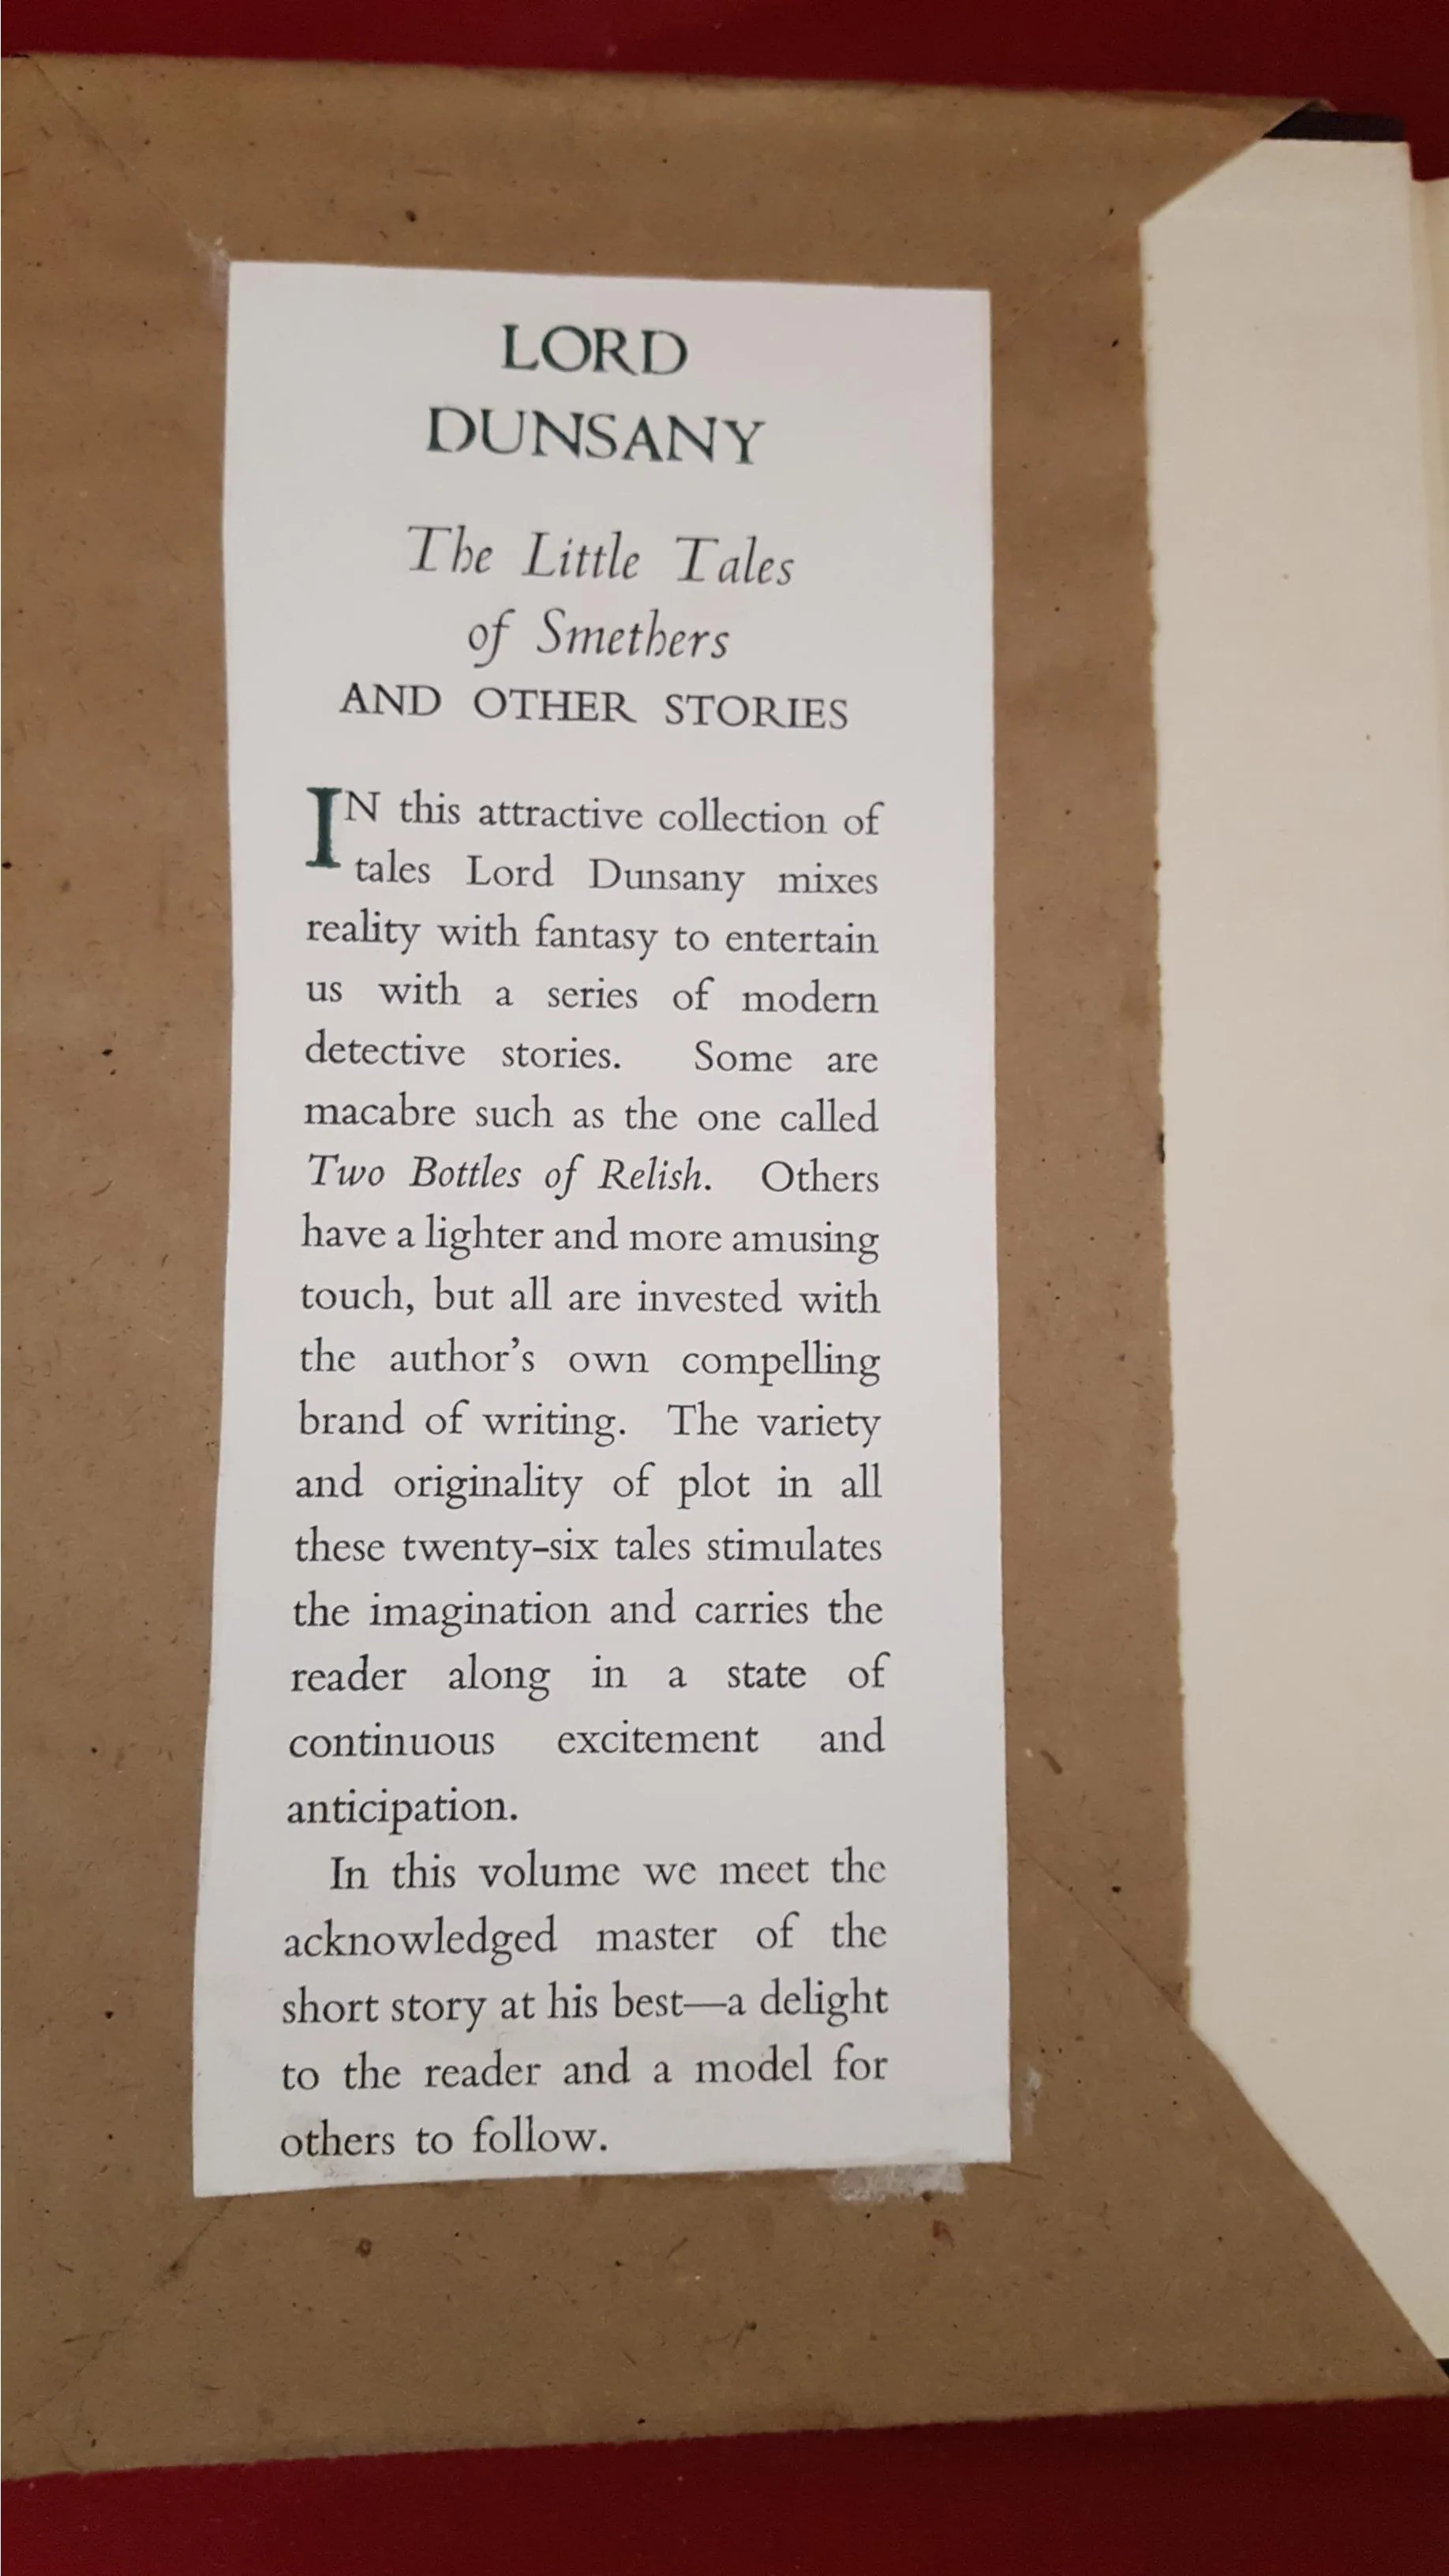 LORD
DUNSANY
The Little Tales
of Smethers
AND OTHER STORIES
IN this attractive collection of
tales Lord Dunsany mixes
reality with fantasy to entertain
us with a series of modern
detective stories. Some are
macabre such as the one called
Two Bottles of Relish. Others
have a lighter and more amusing
touch, but all are invested with
the author's own compelling
brand of writing. The variety
and originality of plot in all
these twenty-six tales stimulates
the imagination and carries the
reader along in a state of
continuous excitement and
anticipation.
In this volume we meet the
acknowledged master of the
short story at his best—a delight
to the reader and a model for
others to follow.